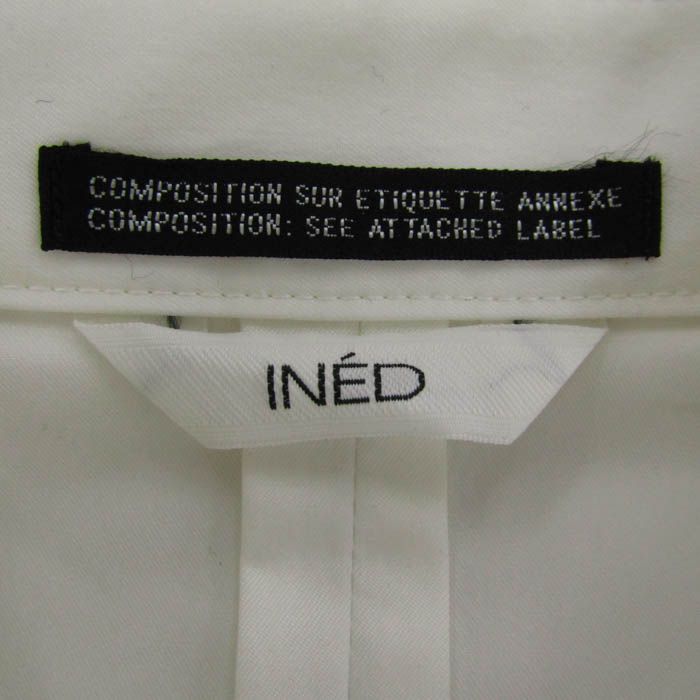 COMPOSITION SUR ETIQUETTE ANNEXE
COMPOSITION: SEE ATTACHED LABEL
INÉD